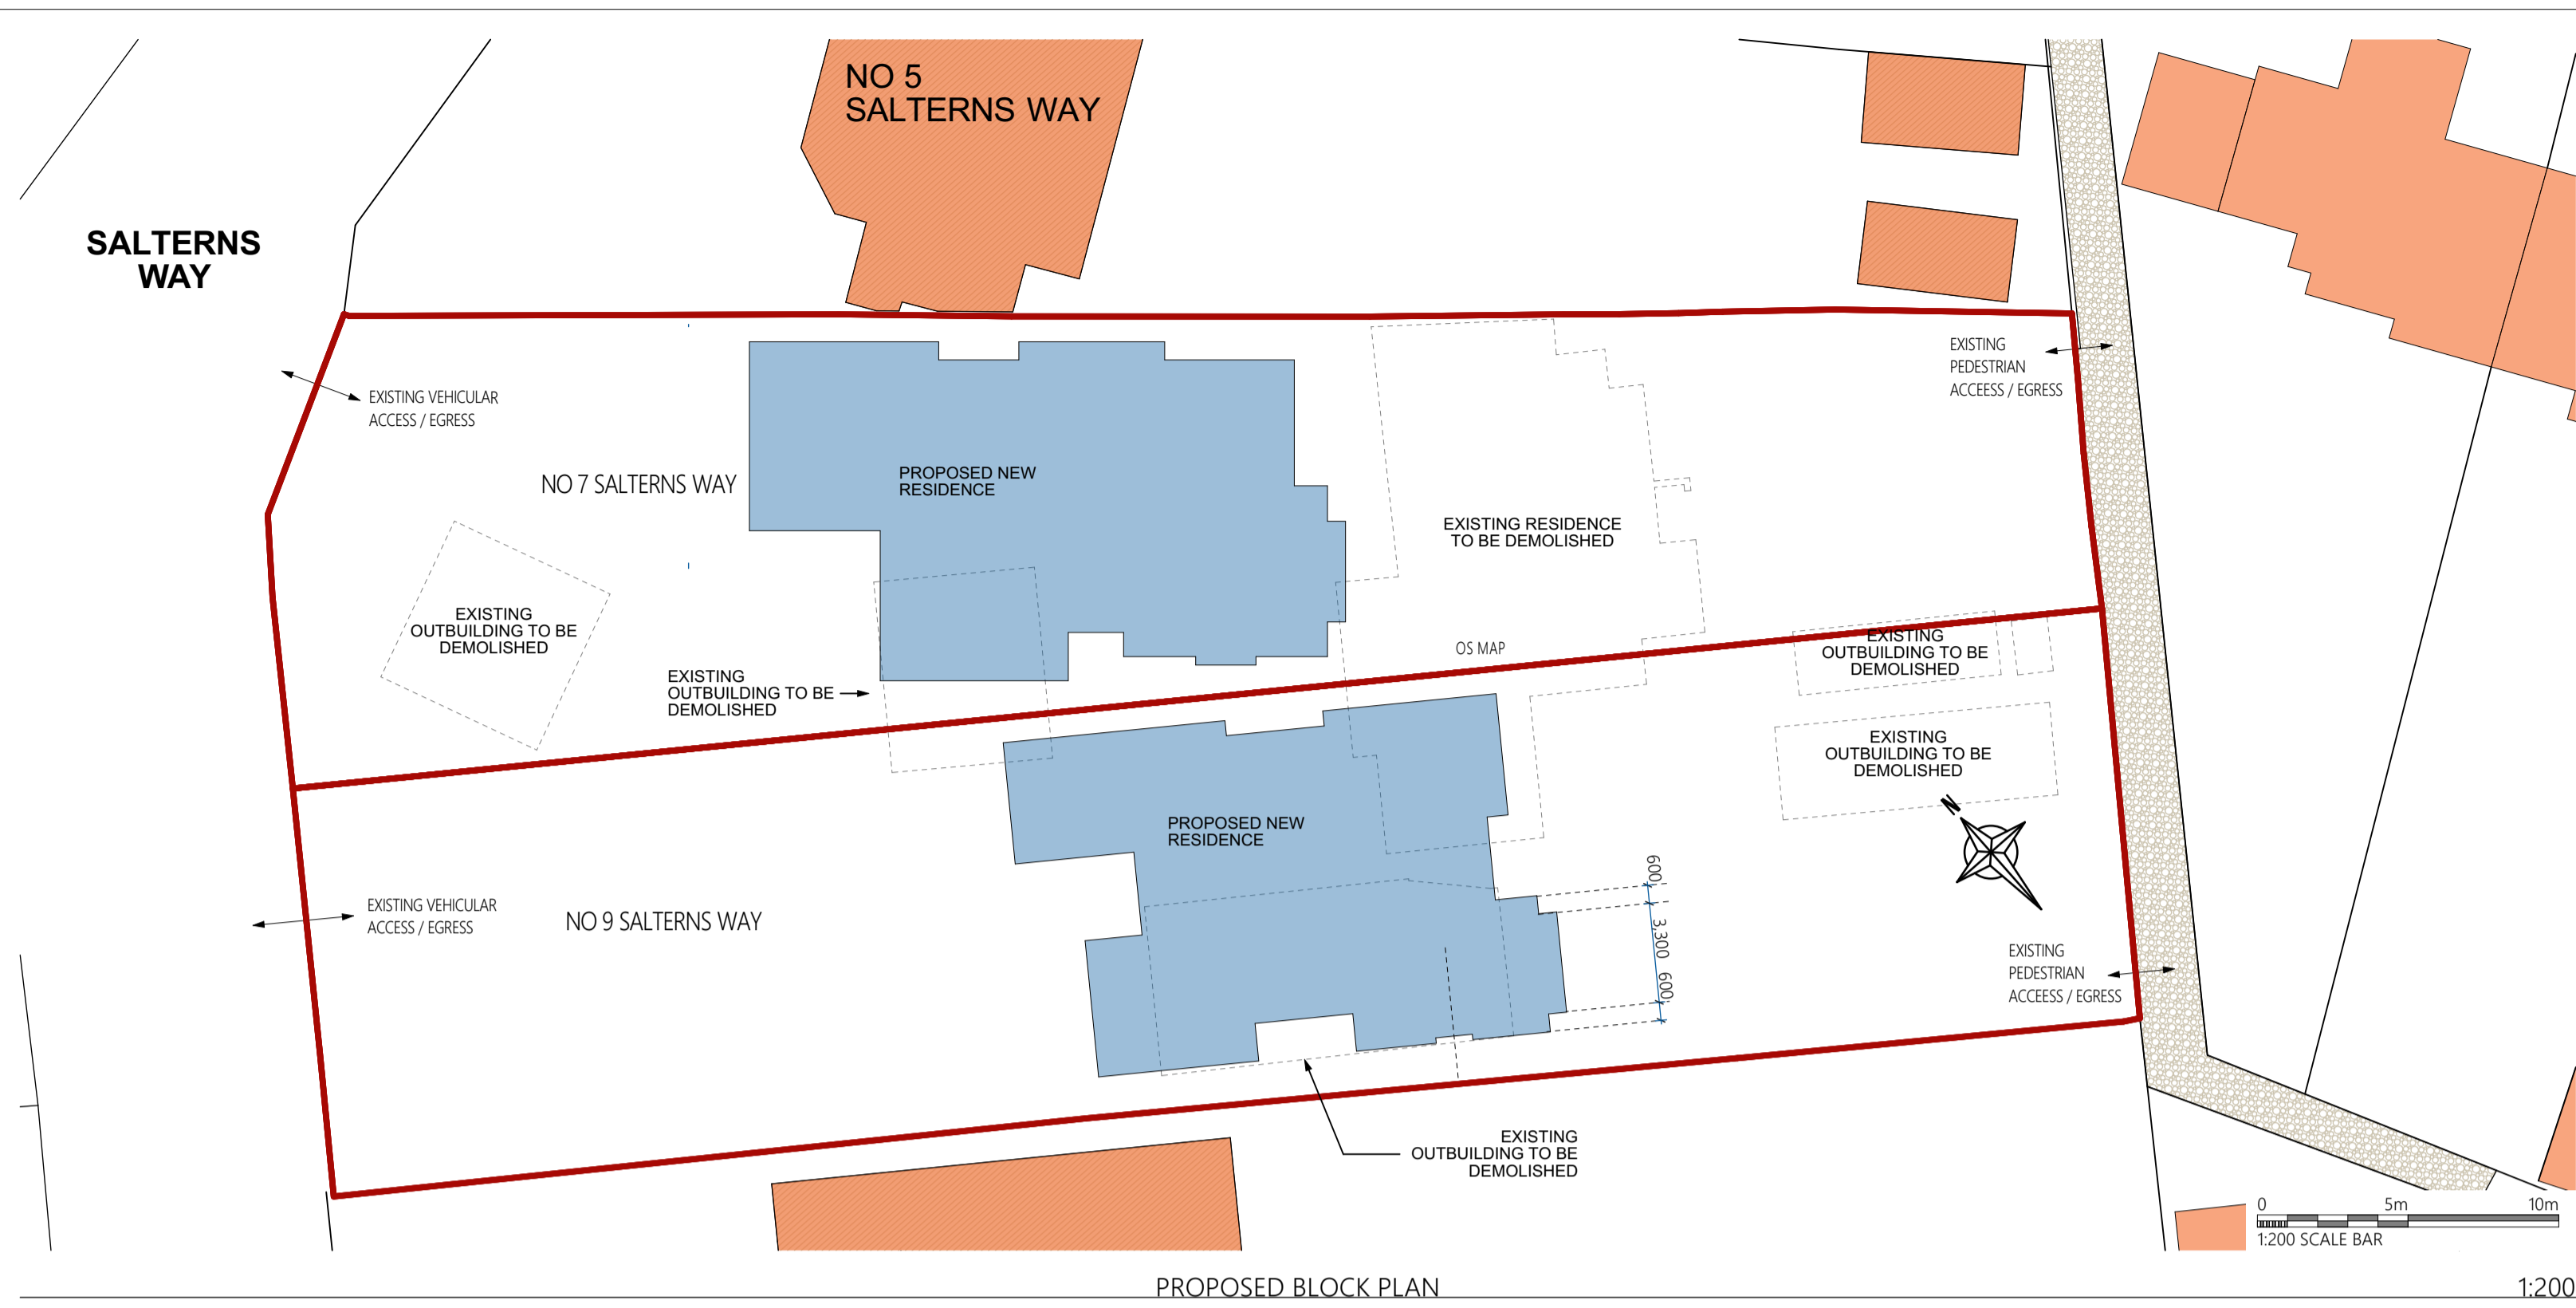 NO 5
SALTERNS WAY
SALTERNS
WAY
EXISTING
PEDESTRIAN
ACCEESS / EGRESS
EXISTING VEHICULAR
ACCESS / EGRESS
NO 7 SALTERNS WAY
PROPOSED NEW
RESIDENCE
EXISTING RESIDENCE
TO BE DEMOLISHED
EXISTING
OUTBUILDING TO BE
DEMOLISHED
EXISTING
OUTBUILDING TO BE
DEMOLISHED
OS MAP
EXISTING
OUTBUILDING TO BE
DEMOLISHED
EXISTING
OUTBUILDING TO BE
DEMOLISHED
N
PROPOSED NEW
RESIDENCE
600
3,300
600
EXISTING VEHICULAR
ACCESS / EGRESS
NO 9 SALTERNS WAY
EXISTING
PEDESTRIAN
ACCEESS / EGRESS
EXISTING
OUTBUILDING TO BE
DEMOLISHED
0 5m 10m
1:200 SCALE BAR
PROPOSED BLOCK PLAN
1:200